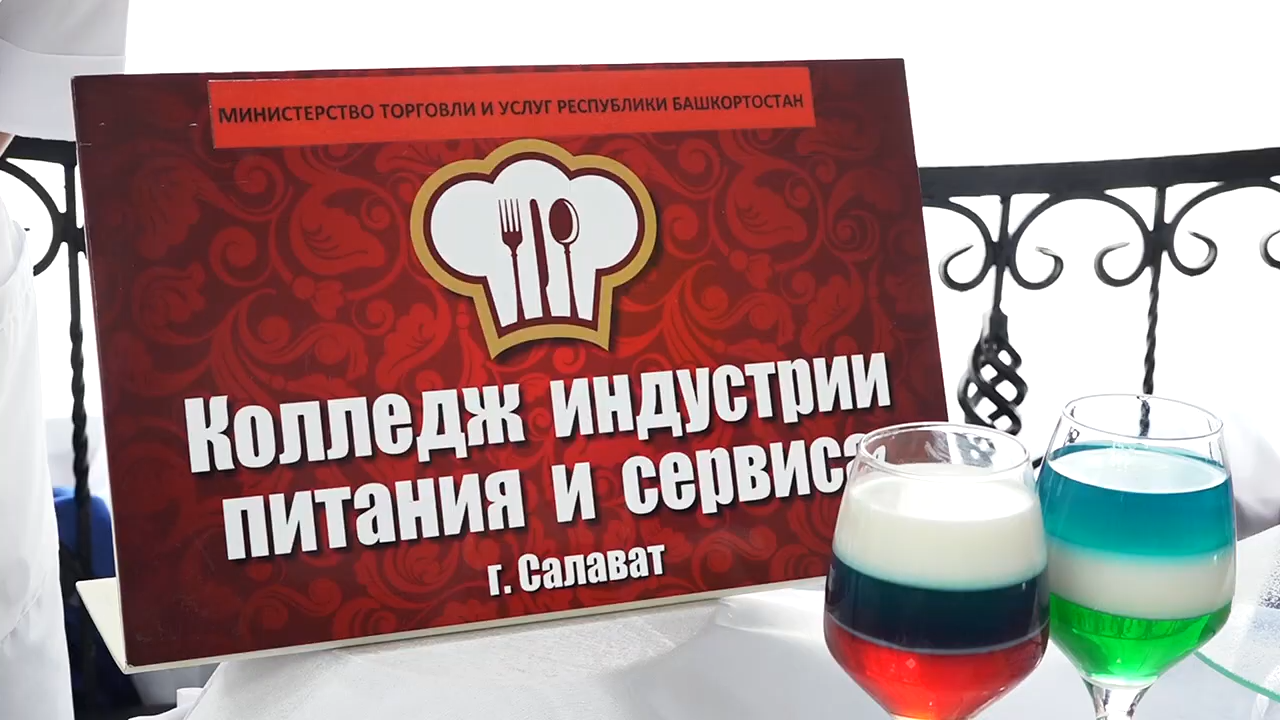 МИНИСТЕРСТВО ТОРГОВЛИ И УСЛУГ РЕСПУБЛИКИ БАШКОРТОСТАН
Колледж индустрии
питания и сервиса
г. Салават